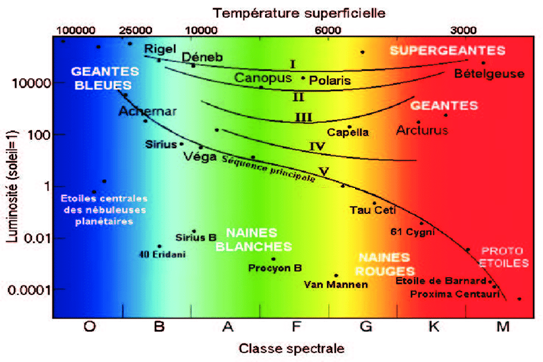 Température superficielle
100000 26000 10000 6000 3000
Rigel
Déneb
I
SUPERGEANTES
GEANTES
BLEUES
Canopus
Polaris
Bételgeuse
10000
II
Achernar
III
GEANTES
Capella
Arcturus
100
Sirius
Véga
IV
Séquence principale
V
1
Etoiles centrales
des nébuleuses
planétaires
Tau Ceti
61 Cygni
Sirius B
NAINES
BLANCHES
0.01
40 Eridani
Procyon B
NAINES
ROUGES
PROTO
ETOILES
Van Mannen
Etoile de Barnard
Proxima Centauri
0.0001
Luminosité (soleil=1)
O B A F G K M
Classe spectrale